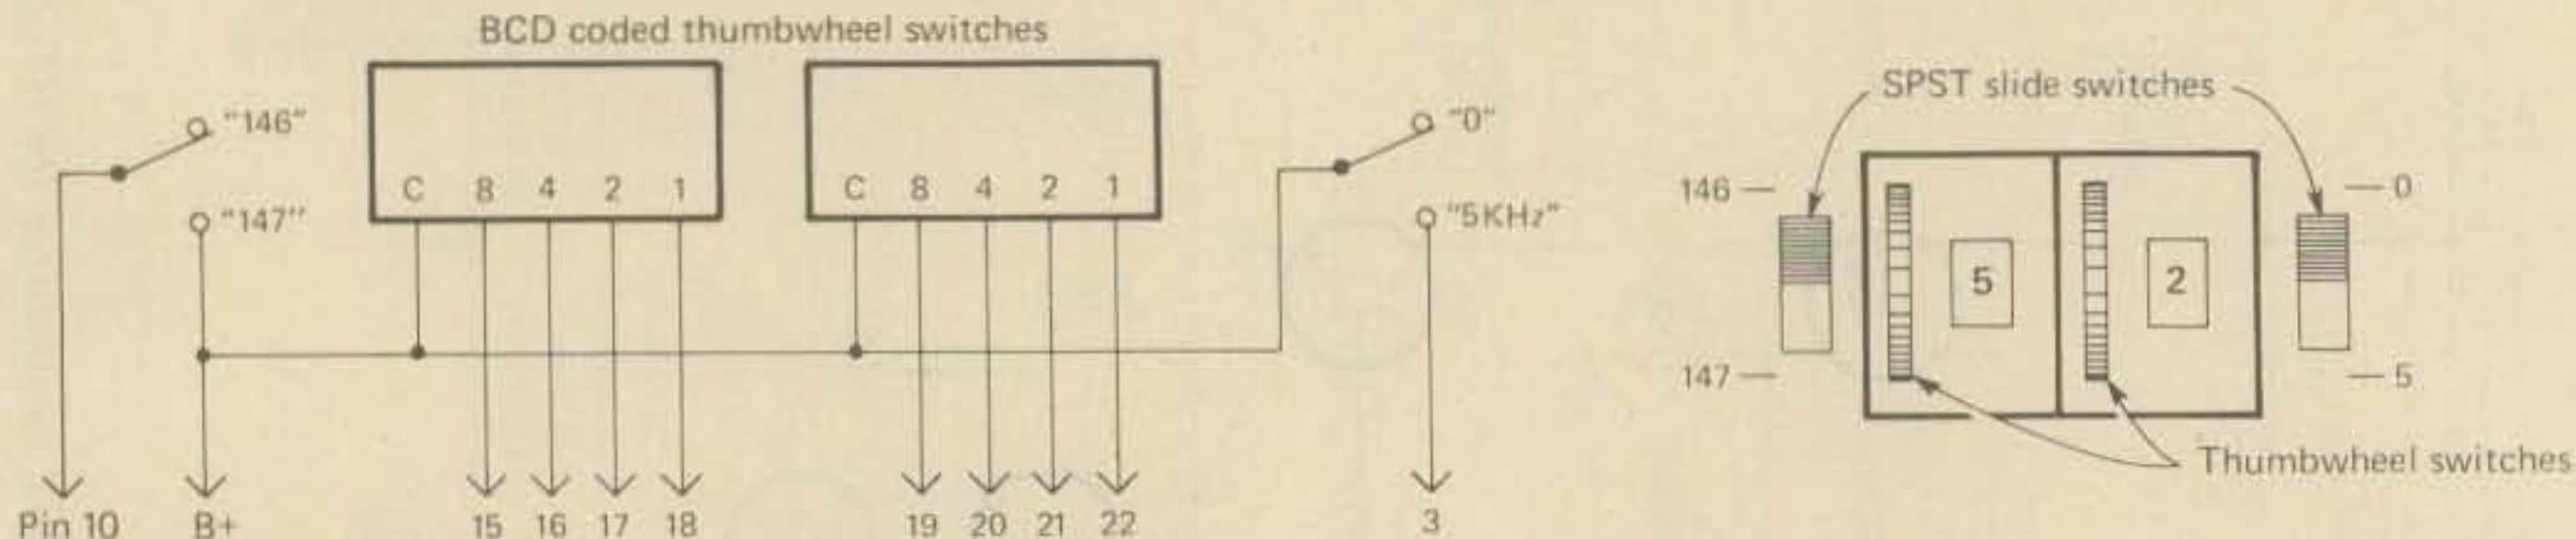 BCD coded thumbwheel switches
"146"
"147"
C 8 4 2 1
C 8 4 2 1
"0"
"5KHz"
Pin 10 B+ 15 16 17 18 19 20 21 22 3
SPST slide switches
146 — — 0
5 2
147 — — 5
Thumbwheel switches